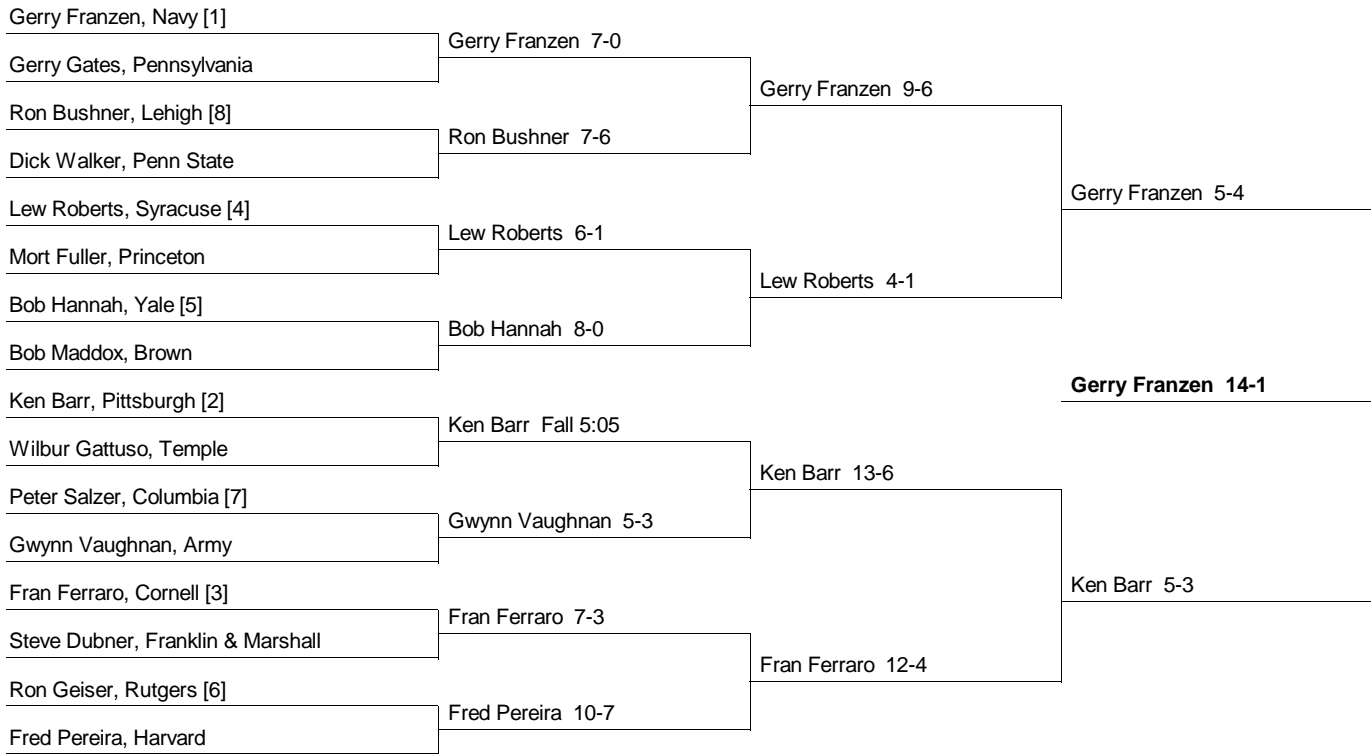 Gerry Franzen, Navy [1]
Gerry Franzen 7-0
Gerry Gates, Pennsylvania
Gerry Franzen 9-6
Ron Bushner, Lehigh [8]
Ron Bushner 7-6
Dick Walker, Penn State
Gerry Franzen 5-4
Lew Roberts, Syracuse [4]
Lew Roberts 6-1
Mort Fuller, Princeton
Lew Roberts 4-1
Bob Hannah, Yale [5]
Bob Hannah 8-0
Bob Maddox, Brown
Gerry Franzen 14-1
Ken Barr, Pittsburgh [2]
Ken Barr Fall 5:05
Wilbur Gattuso, Temple
Ken Barr 13-6
Peter Salzer, Columbia [7]
Gwynn Vaughnan 5-3
Gwynn Vaughnan, Army
Ken Barr 5-3
Fran Ferraro, Cornell [3]
Fran Ferraro 7-3
Steve Dubner, Franklin & Marshall
Fran Ferraro 12-4
Ron Geiser, Rutgers [6]
Fred Pereira 10-7
Fred Pereira, Harvard